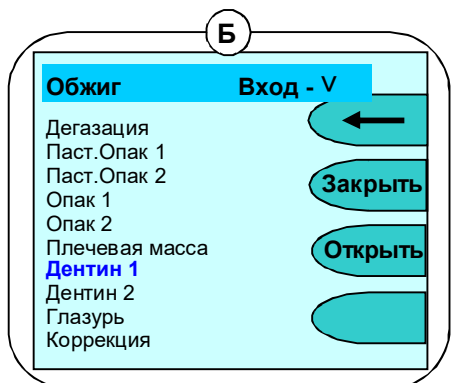 Б
Обжиг Вход - V
Дегазация
Паст.Опак 1
Паст.Опак 2
Опак 1
Опак 2
Плечевая масса
Дентин 1
Дентин 2
Глазурь
Коррекция
Закрыть
Открыть